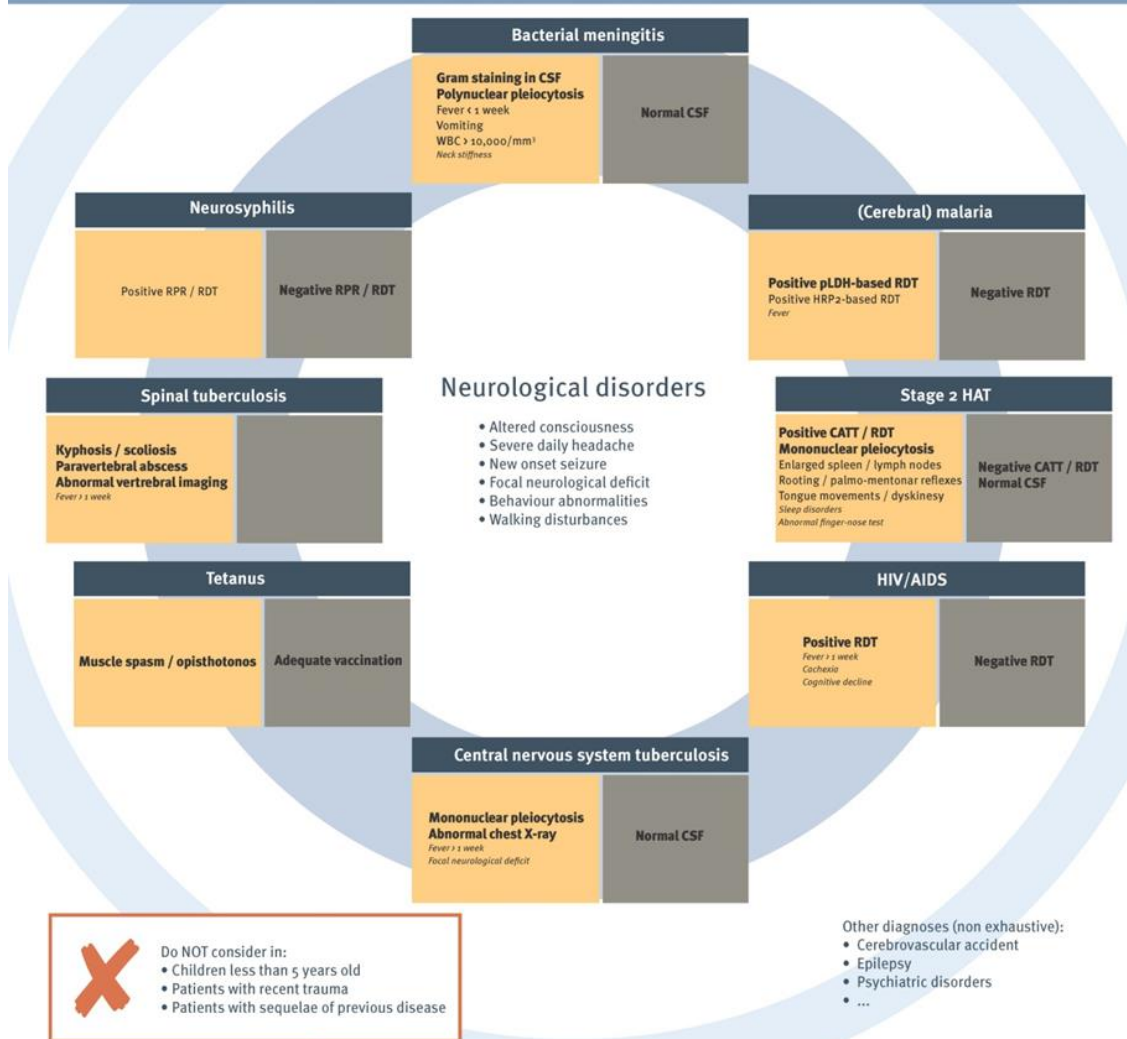 Bacterial meningitis
Gram staining in CSF
Polynuclear pleiocytosis
Fever < 1 week
Vomiting
WBC > 10,000/mm³
Neck stiffness
Normal CSF
Neurosyphilis
Positive RPR / RDT
Negative RPR / RDT
(Cerebral) malaria
Positive pLDH-based RDT
Positive HRP2-based RDT
Fever
Negative RDT
Neurological disorders
• Altered consciousness
• Severe daily headache
• New onset seizure
• Focal neurological deficit
• Behaviour abnormalities
• Walking disturbances
Spinal tuberculosis
Kyphosis / scoliosis
Paravertebral abscess
Abnormal vertrebral imaging
Fever > 1 week
Stage 2 HAT
Positive CATT / RDT
Mononuclear pleiocytosis
Enlarged spleen / lymph nodes
Rooting / palmo-mentonar reflexes
Tongue movements / dyskinesy
Sleep disorders
Abnormal finger-nose test
Negative CATT / RDT
Normal CSF
Tetanus
Muscle spasm / opisthotonos
Adequate vaccination
HIV/AIDS
Positive RDT
Fever > 1 week
Cachexia
Cognitive decline
Negative RDT
Central nervous system tuberculosis
Mononuclear pleiocytosis
Abnormal chest X-ray
Fever > 1 week
Focal neurological deficit
Normal CSF
Do NOT consider in:
• Children less than 5 years old
• Patients with recent trauma
• Patients with sequelae of previous disease
Other diagnoses (non exhaustive):
• Cerebrovascular accident
• Epilepsy
• Psychiatric disorders
• ...